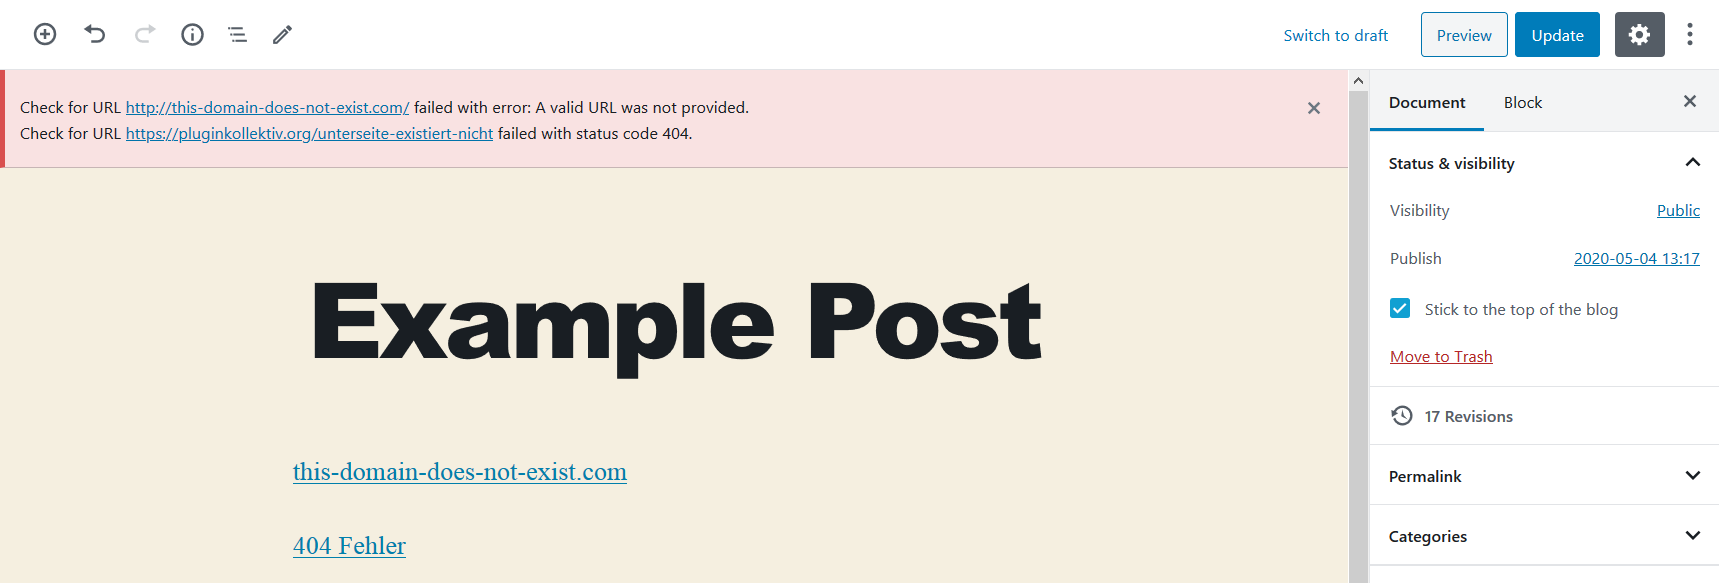 Switch to draft
Preview
Update
Check for URL http://this-domain-does-not-exist.com/ failed with error: A valid URL was not provided.
Check for URL https://pluginkollektiv.org/unterseite-existiert-nicht failed with status code 404.
Example Post
this-domain-does-not-exist.com
404 Fehler
Document Block
Status & visibility
Visibility Public
Publish 2020-05-04 13:17
Stick to the top of the blog
Move to Trash
17 Revisions
Permalink
Categories